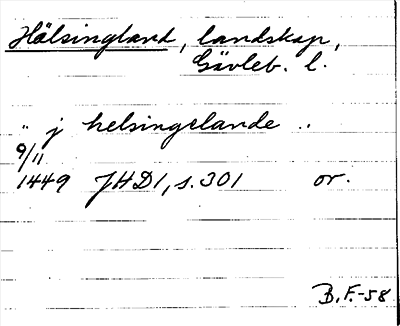 Hälsingland, landskap,
Gävleb. l.
.. j helsingelande ..
9/11
1449 JHD1, s. 301 or.
B.F.-58